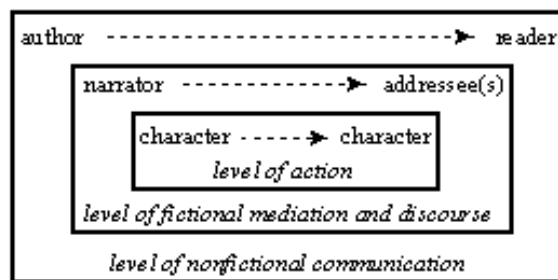 author reader
narrator addressee(s)
character character
level of action
level of fictional mediation and discourse
level of nonfictional communication